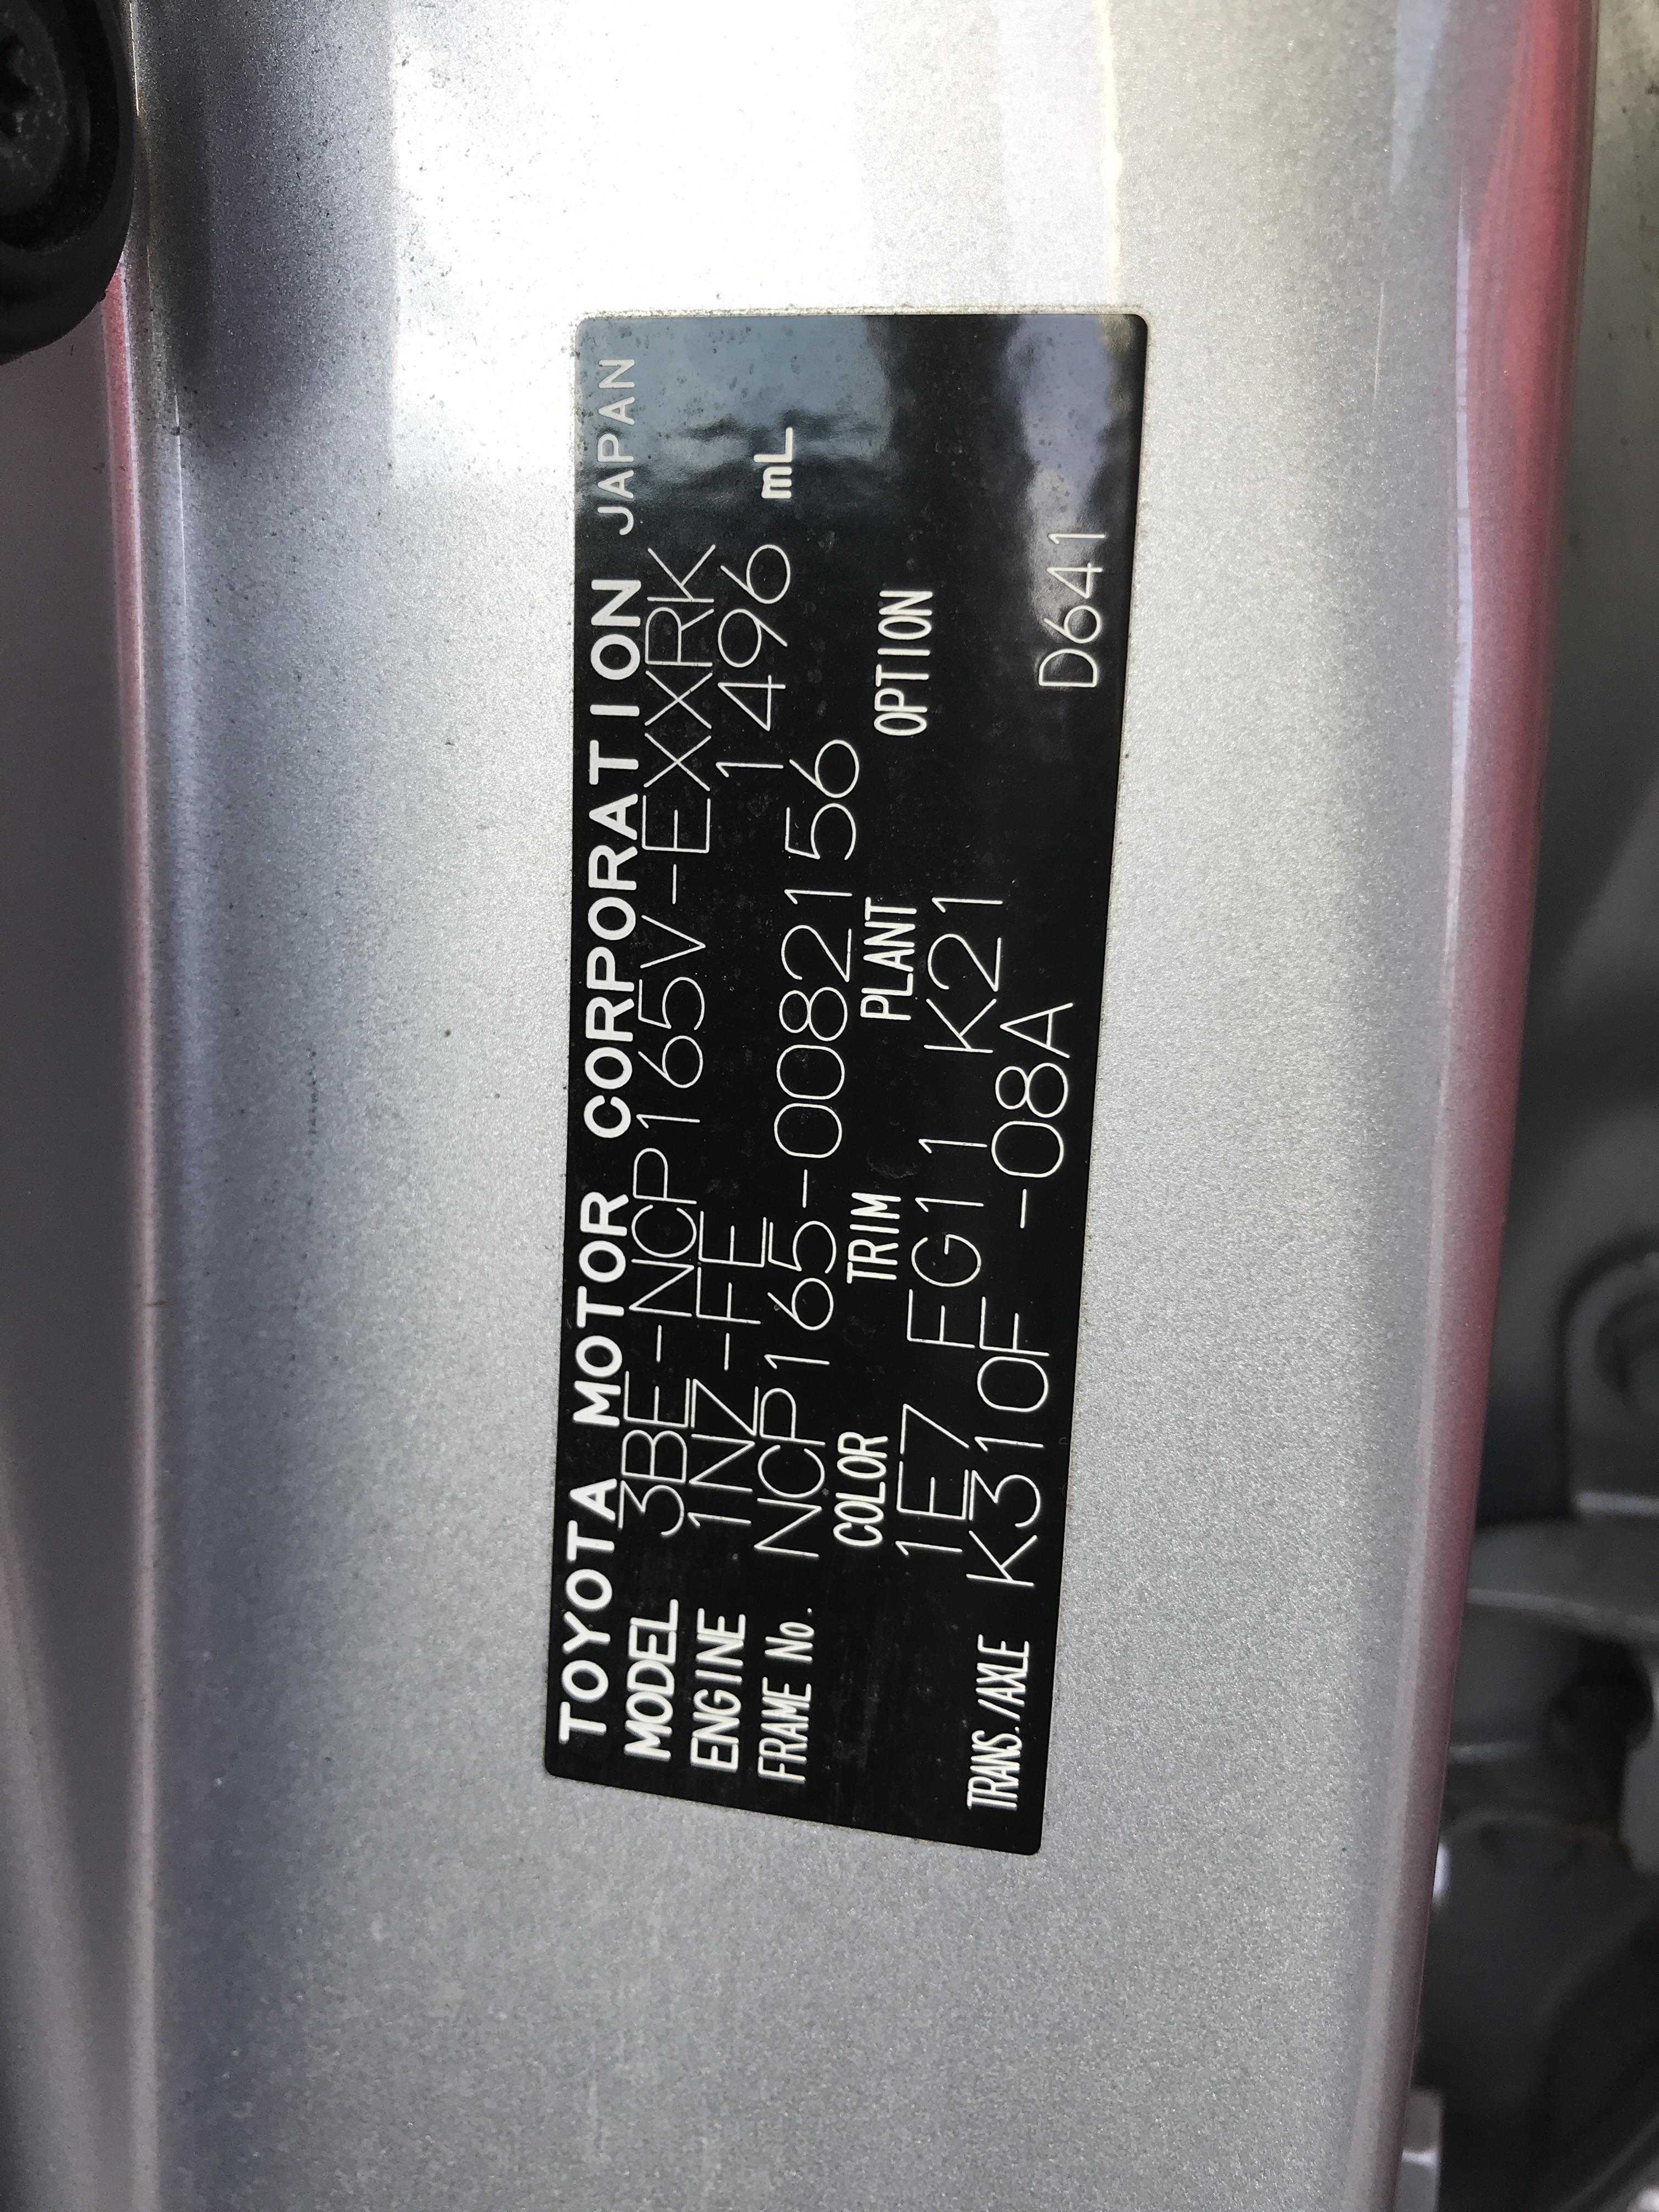 TOYOTA MOTOR CORPORATION JAPAN
MODEL 3BE-NCP165V-EXXRK
ENGINE 1NZ-FE 1496 mL
FRAME No. NCP165-0082156
COLOR TRIM PLANT OPTION
1E7 FG11 K21
TRANS./AXLE K310F -08A D641